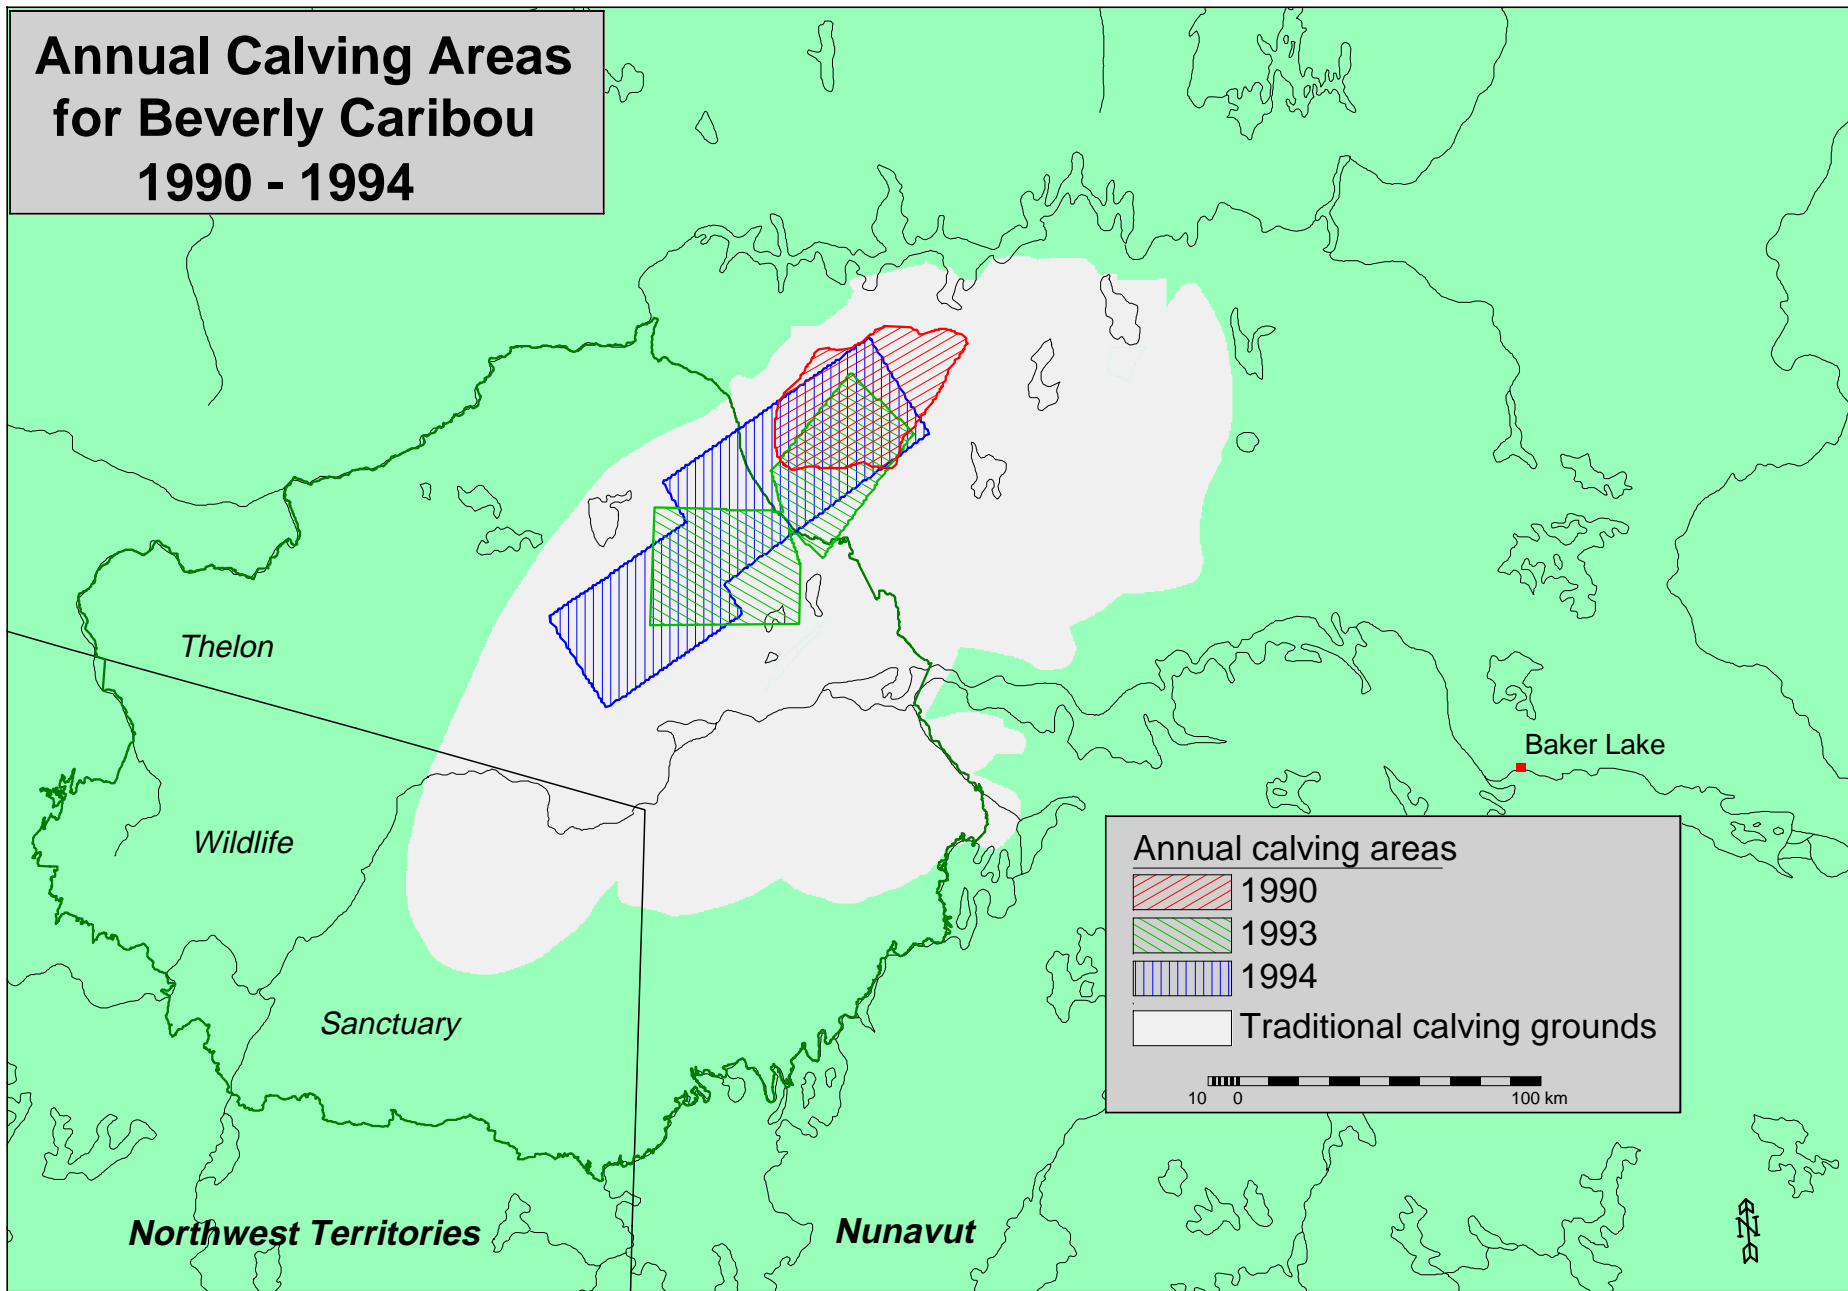 Annual Calving Areas
for Beverly Caribou
1990 - 1994
Thelon
Wildlife
Sanctuary
Baker Lake
Annual calving areas
1990
1993
1994
Traditional calving grounds
10 0 100 km
Northwest Territories
Nunavut
N